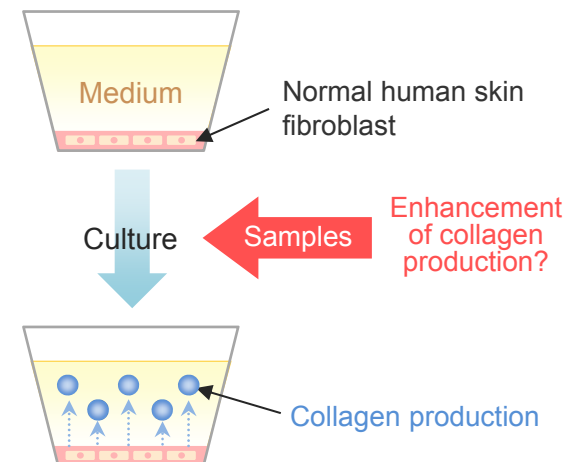 Medium
Normal human skin
fibroblast
Culture
Samples
Enhancement
of collagen
production?
Collagen production